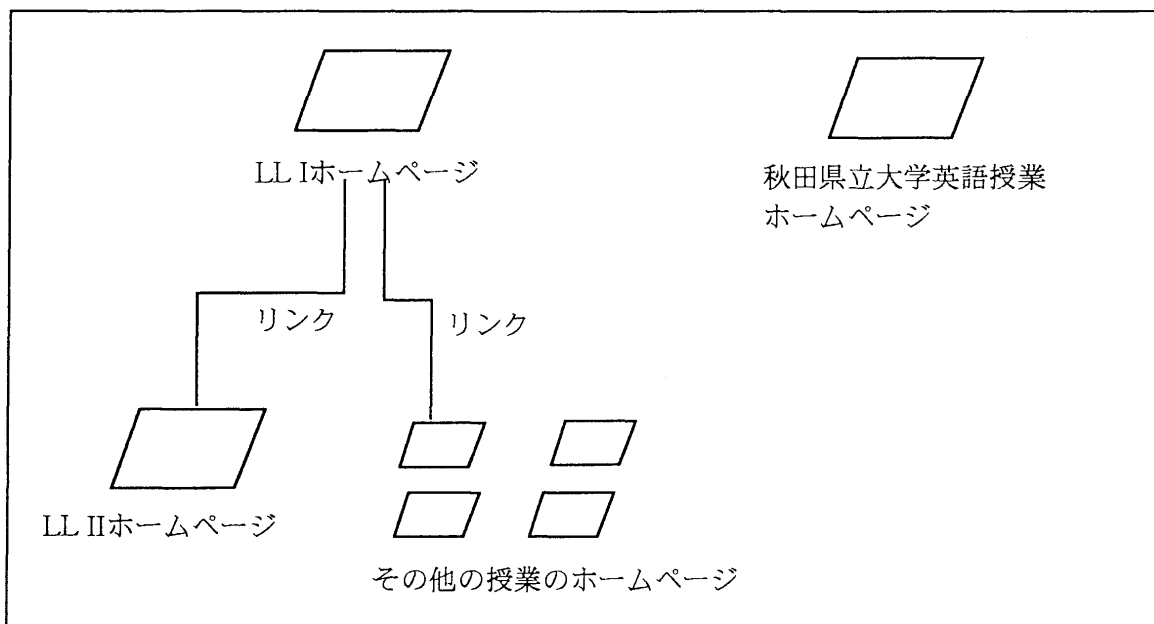 LL Iホームページ
秋田県立大学英語授業
ホームページ
リンク
リンク
LL IIホームページ
その他の授業のホームページ